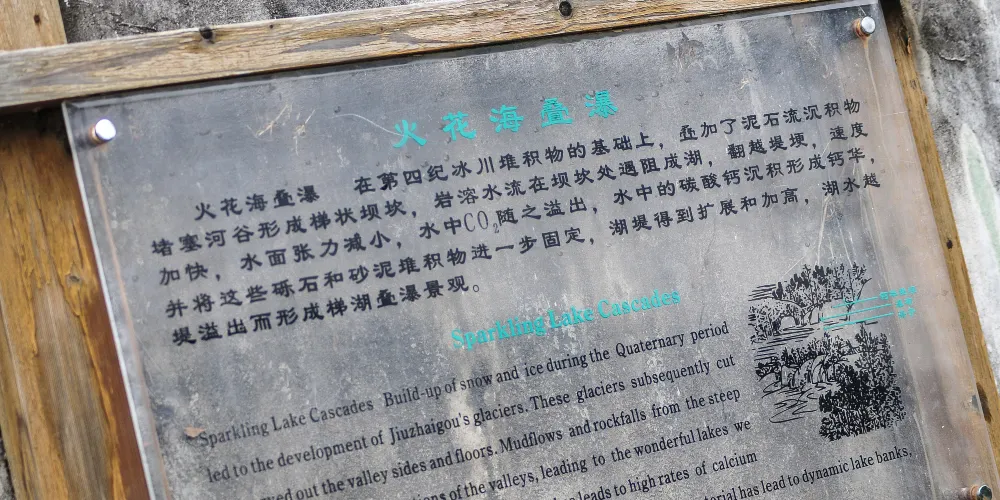 火花海叠瀑
火花海叠瀑 在第四纪冰川堆积物的基础上，叠加了泥石流沉积物
堵塞河谷形成梯状坝坎，岩溶水流在坝坎处遇阻成湖，翻越堤埂，速度
加快，水面张力减小，水中CO₂随之溢出，水中的碳酸钙沉积形成钙华，
并将这些砾石和砂泥堆积物进一步固定，湖堤得到扩展和加高，湖水越
堤溢出而形成梯湖叠瀑景观。
Sparkling Lake Cascades
Sparkling Lake Cascades Build-up of snow and ice during the Quaternary period
led to the development of Jiuzhaigou's glaciers. These glaciers subsequently cut
out the valley sides and floors. Mudflows and rockfalls from the steep
of the valleys, leading to the wonderful lakes we
leads to high rates of calcium
has lead to dynamic lake banks,